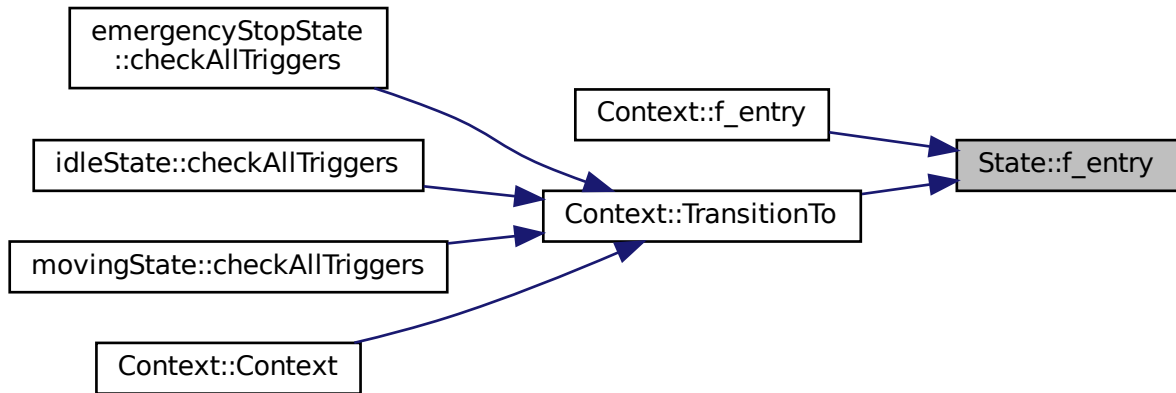 emergencyStopState
::checkAllTriggers
Context::f_entry
State::f_entry
idleState::checkAllTriggers
Context::TransitionTo
movingState::checkAllTriggers
Context::Context